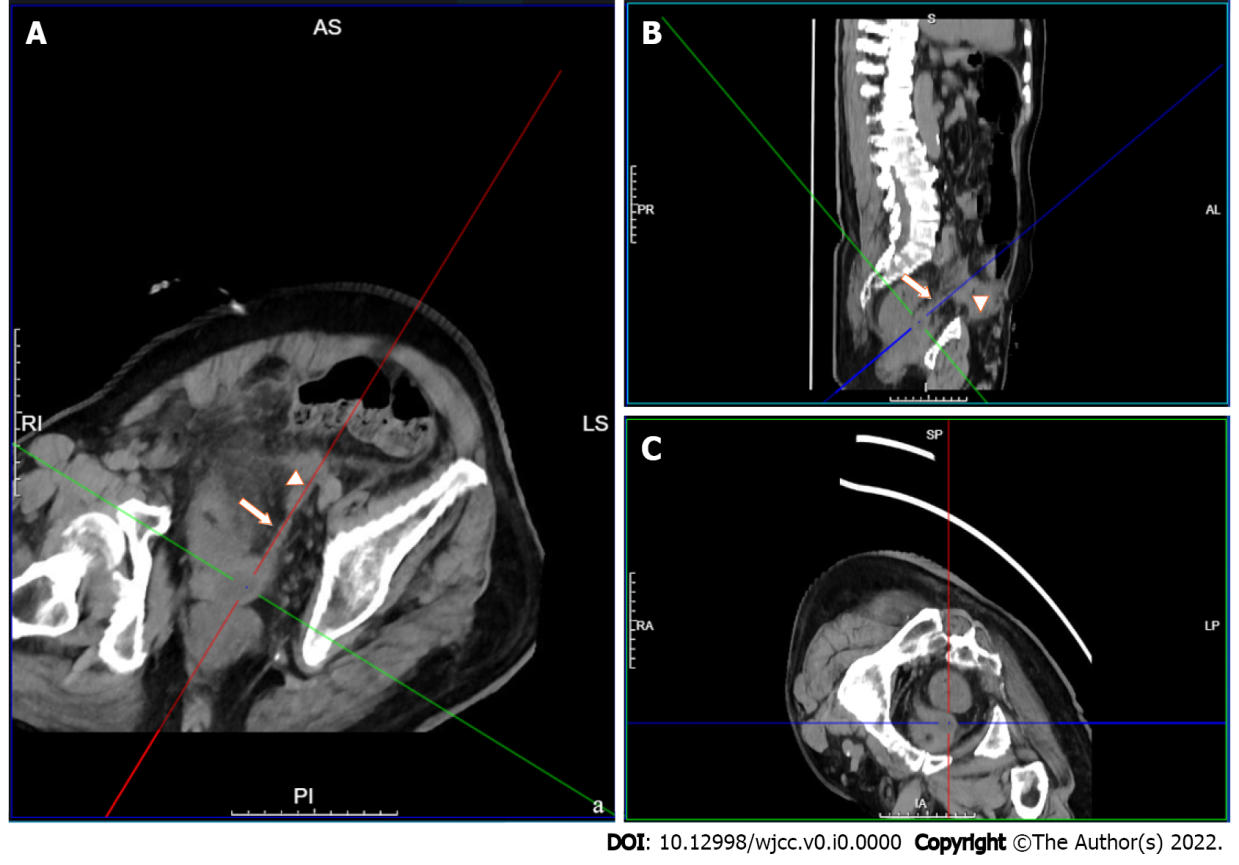 A
AS
RI
LS
PI
a
B
S
PR
AL
I
C
SP
RA
LP
IA
DOI: 10.12998/wjcc.v0.i0.0000 Copyright ©The Author(s) 2022.